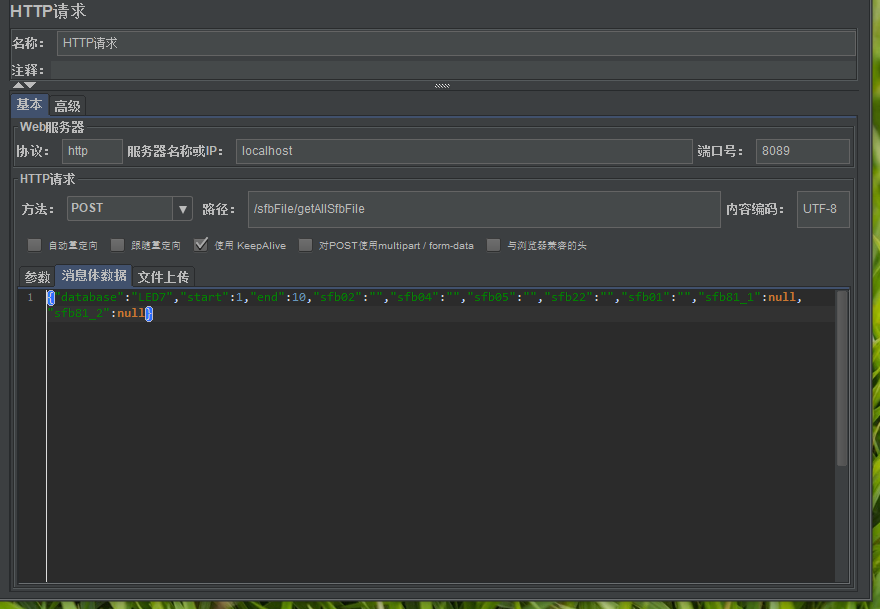 HTTP请求
名称： HTTP请求
注释：
基本 高级
Web服务器
协议： http 服务器名称或IP： localhost 端口号： 8089
HTTP请求
方法： POST 路径： /sfbFile/getAllSfbFile 内容编码： UTF-8
自动重定向 跟随重定向 使用 KeepAlive 对POST使用multipart / form-data 与浏览器兼容的头
参数 消息体数据 文件上传
1 {"database":"LED7","start":1,"end":10,"sfb02":"","sfb04":"","sfb05":"","sfb22":"","sfb01":"","sfb81_1":null,
"sfb81_2":null}